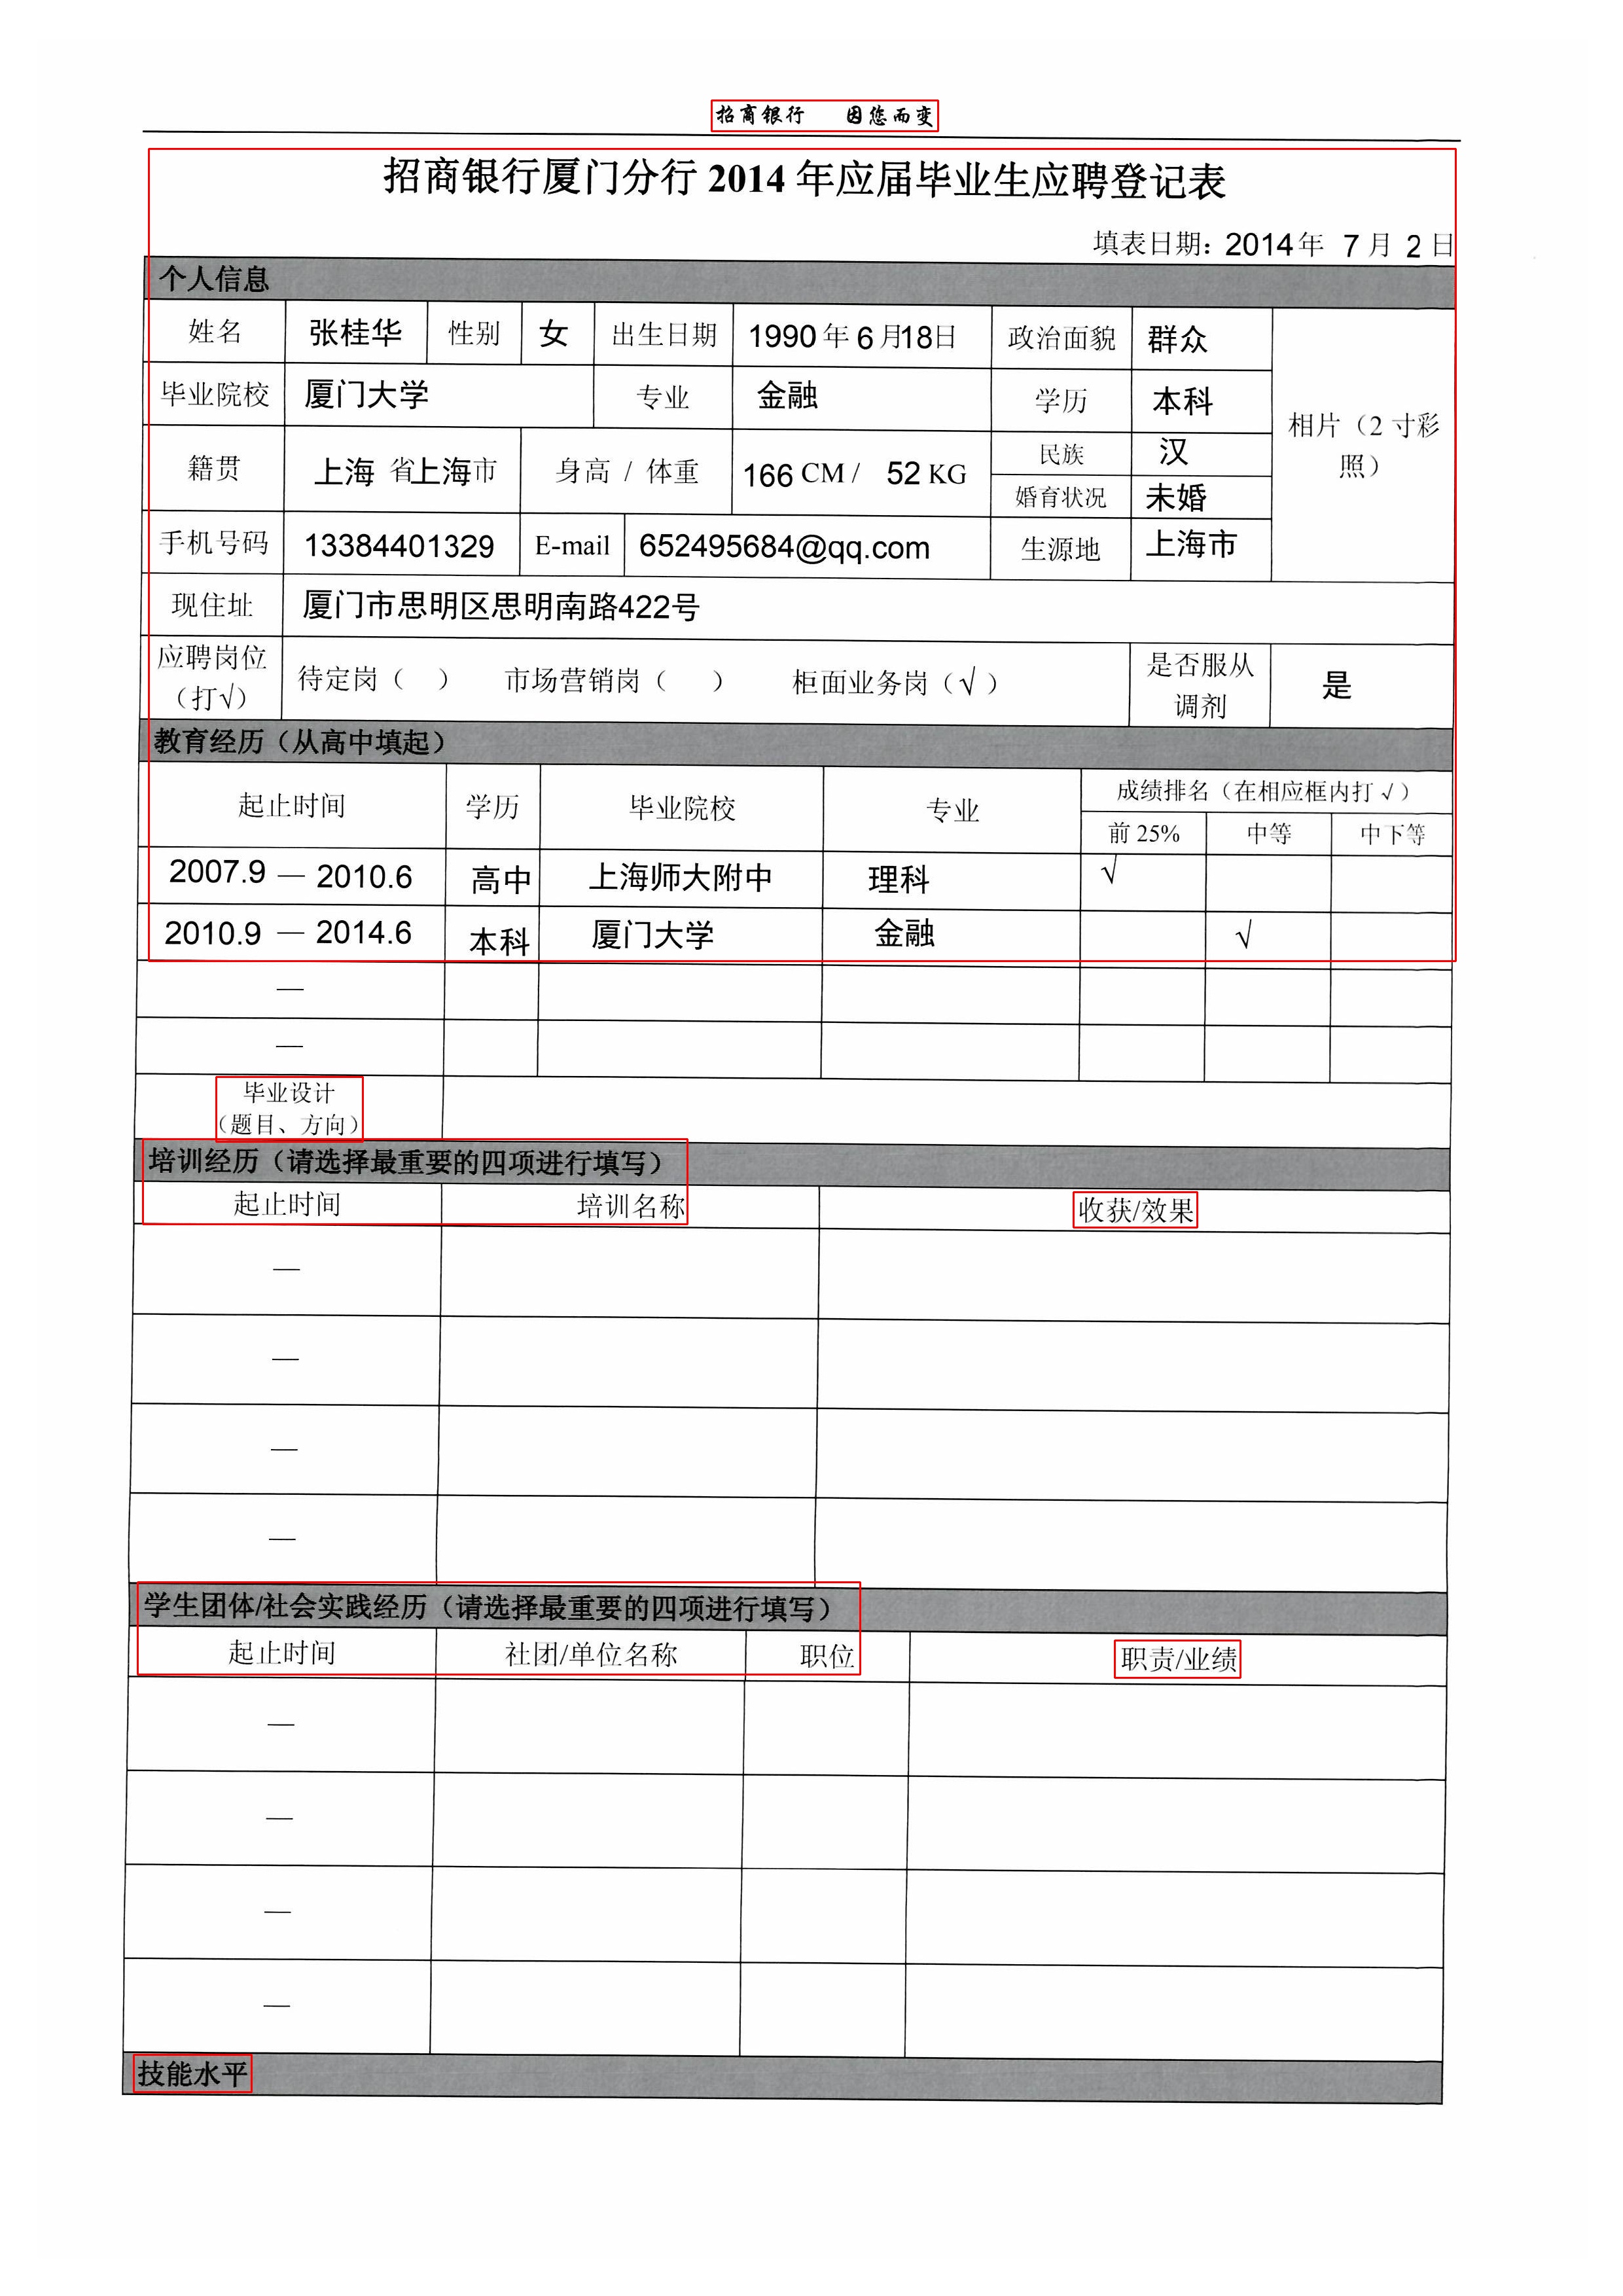 招商银行 因您而变
招商银行厦门分行 2014 年应届毕业生应聘登记表
填表日期：2014年 7月 2日
个人信息
姓名 张桂华 性别 女 出生日期 1990年6月18日 政治面貌 群众
毕业院校 厦门大学 专业 金融 学历 本科
相片（2 寸彩照）
籍贯 上海 省上海市 身高 / 体重 166 CM / 52 KG 民族 汉
婚育状况 未婚
手机号码 13384401329 E-mail 652495684@qq.com 生源地 上海市
现住址 厦门市思明区思明南路422号
应聘岗位（打√） 待定岗（ ） 市场营销岗（ ） 柜面业务岗（√） 是否服从调剂 是
教育经历（从高中填起）
起止时间 学历 毕业院校 专业 成绩排名（在相应框内打√）
前 25% 中等 中下等
2007.9 — 2010.6 高中 上海师大附中 理科 √
2010.9 — 2014.6 本科 厦门大学 金融 √
—
—
毕业设计
（题目、方向）
培训经历（请选择最重要的四项进行填写）
起止时间 培训名称 收获/效果
—
—
—
—
学生团体/社会实践经历（请选择最重要的四项进行填写）
起止时间 社团/单位名称 职位 职责/业绩
—
—
—
—
技能水平